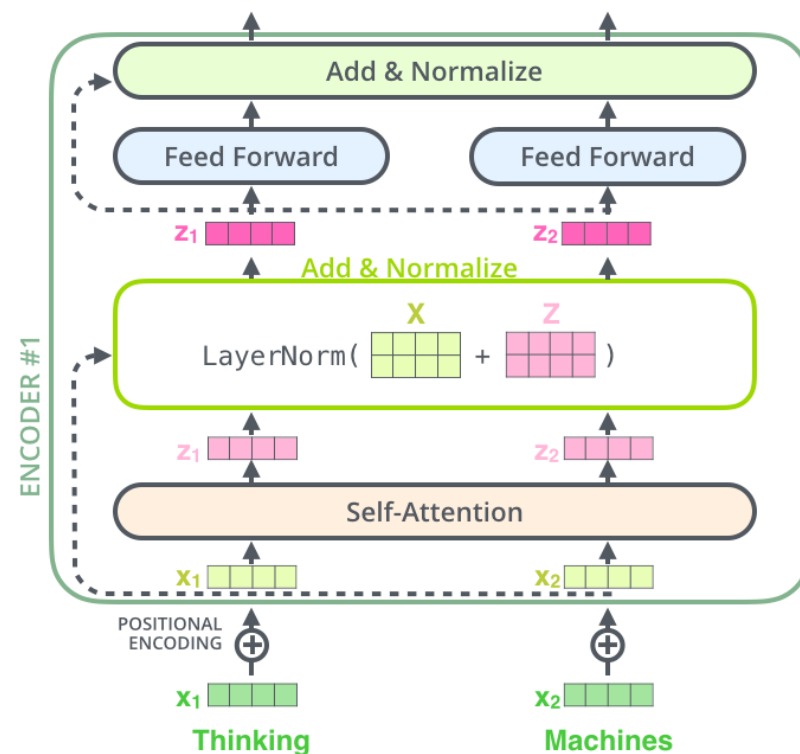 Add & Normalize
Feed Forward Feed Forward
z1 z2
Add & Normalize
X Z
LayerNorm( + )
ENCODER #1
z1 z2
Self-Attention
x1 x2
POSITIONAL
ENCODING
x1 x2
Thinking Machines